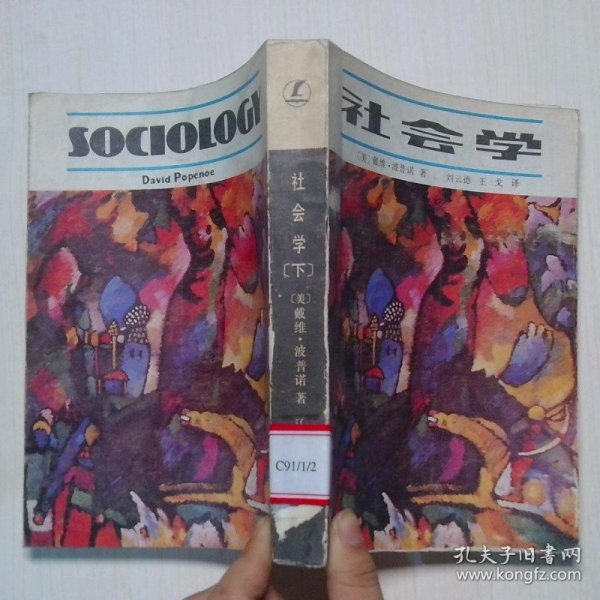 SOCIOLOGY
David Popenoe
社会学
〔下〕
〔美〕戴维·波普诺著
C91/1/2
社会学
〔美〕戴维·波普诺 著
刘云德 王戈 译
孔夫子旧书网
www.kongfz.com